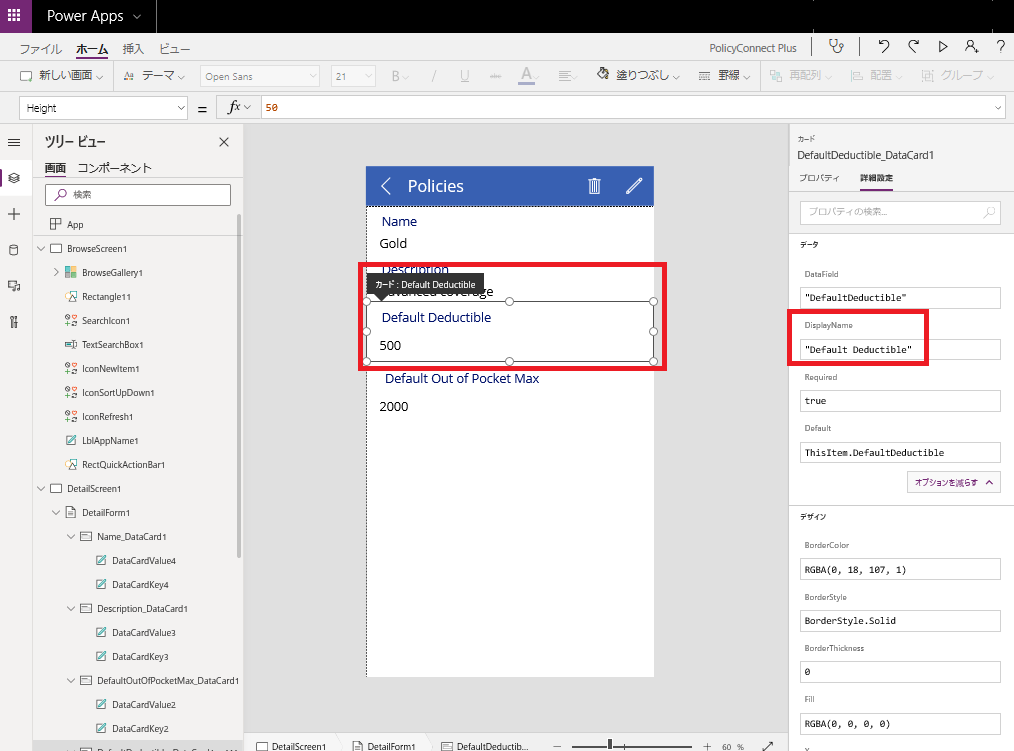 Power Apps
ファイル ホーム 挿入 ビュー PolicyConnect Plus
新しい画面 テーマ Open Sans 21 B / U abc A 塗りつぶし 罫線 再配列 配置 グループ
Height = fx 50
ツリー ビュー
画面 コンポーネント
検索
App
BrowseScreen1
BrowseGallery1
Rectangle11
SearchIcon1
TextSearchBox1
IconNewItem1
IconSortUpDown1
IconRefresh1
LblAppName1
RectQuickActionBar1
DetailScreen1
DetailForm1
Name_DataCard1
DataCardValue4
DataCardKey4
Description_DataCard1
DataCardValue3
DataCardKey3
DefaultOutOfPocketMax_DataCard1
DataCardValue2
DataCardKey2
Policies
Name
Gold
Description
カード : Default Deductible
Advanced coverage
Default Deductible
500
Default Out of Pocket Max
2000
DetailScreen1 DetailForm1 DefaultDeductib... 60 %
カード
DefaultDeductible_DataCard1
プロパティ 詳細設定
プロパティの検索...
データ
DataField
"DefaultDeductible"
DisplayName
"Default Deductible"
Required
true
Default
ThisItem.DefaultDeductible
オプションを減らす
デザイン
BorderColor
RGBA(0, 18, 107, 1)
BorderStyle
BorderStyle.Solid
BorderThickness
0
Fill
RGBA(0, 0, 0, 0)